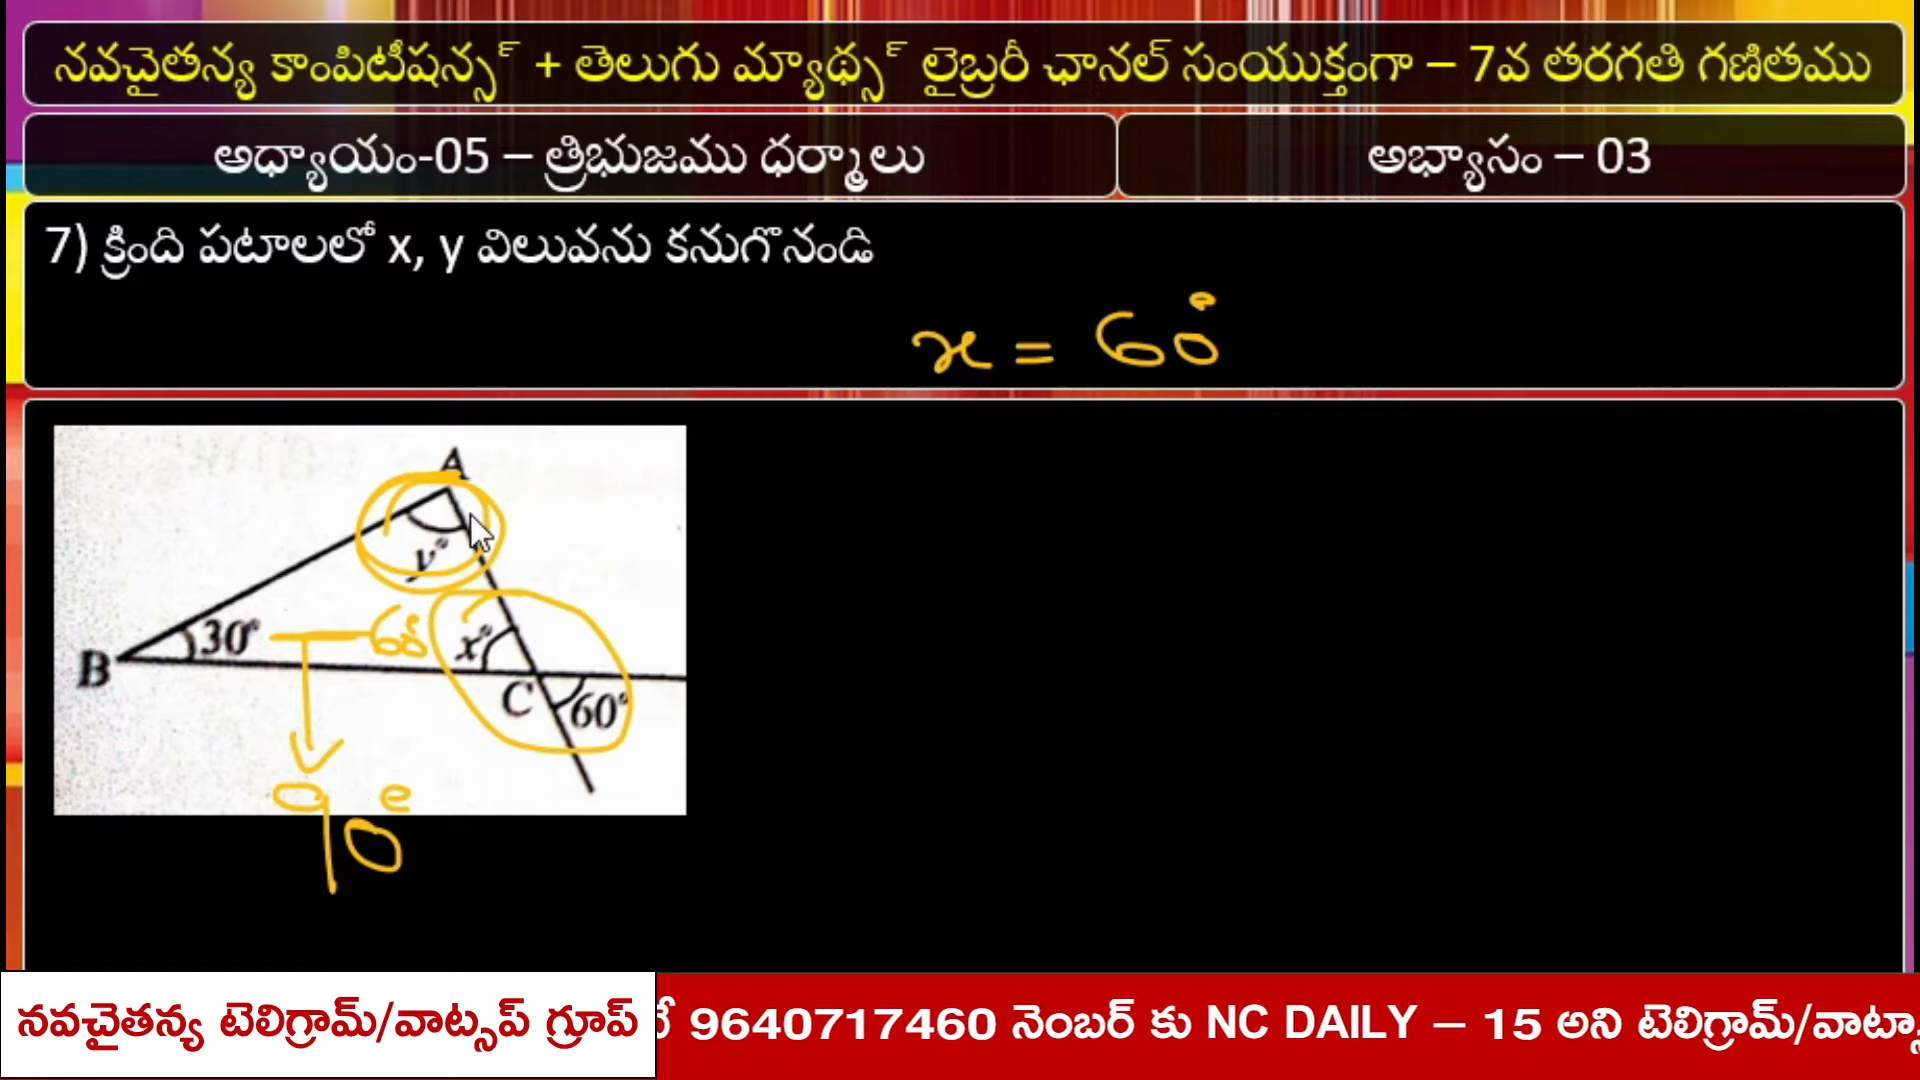 నవచైతన్య కాంపిటీషన్స్ + తెలుగు మ్యాథ్స్ లైబ్రరీ ఛానల్ సంయుక్తంగా – 7వ తరగతి గణితము
అధ్యాయం-05 – త్రిభుజము ధర్మాలు
అభ్యాసం – 03
7) క్రింది పటాలలో x, y విలువను కనుగొనండి
x = 60°
A
y°
B 30° 60° x°
C 60°
90°
నవచైతన్య టెలిగ్రామ్/వాట్సప్ గ్రూప్
9640717460 నెంబర్ కు NC DAILY – 15 అని టెలిగ్రామ్/